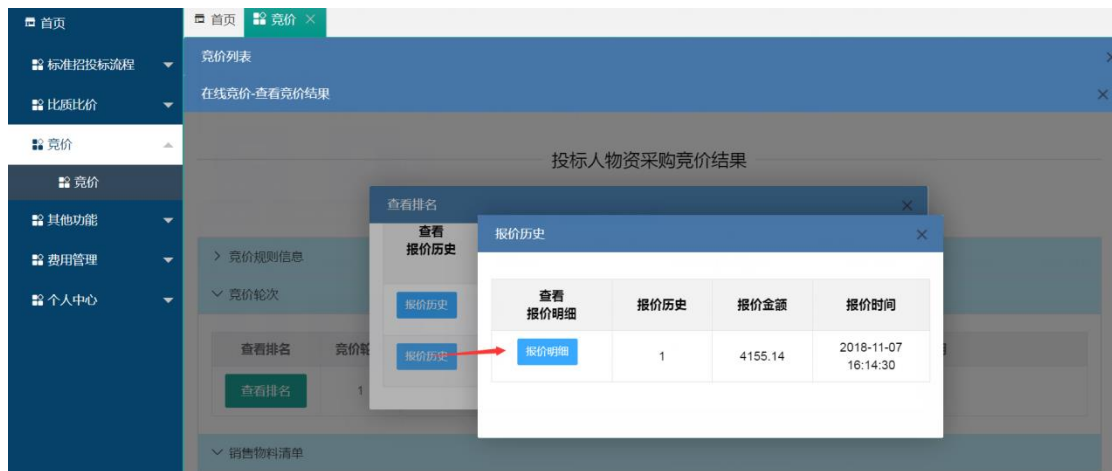 首页
标准招投标流程
比质比价
竞价
竞价
其他功能
费用管理
个人中心
首页 竞价
竞价列表
在线竞价-查看竞价结果
投标人物资采购竞价结果
竞价规则信息
竞价轮次
查看排名 竞价轮
查看排名 1
销售物料清单
查看排名
查看
报价历史
报价历史
报价历史
报价历史
查看
报价明细 报价历史 报价金额 报价时间
报价明细 1 4155.14 2018-11-07
16:14:30